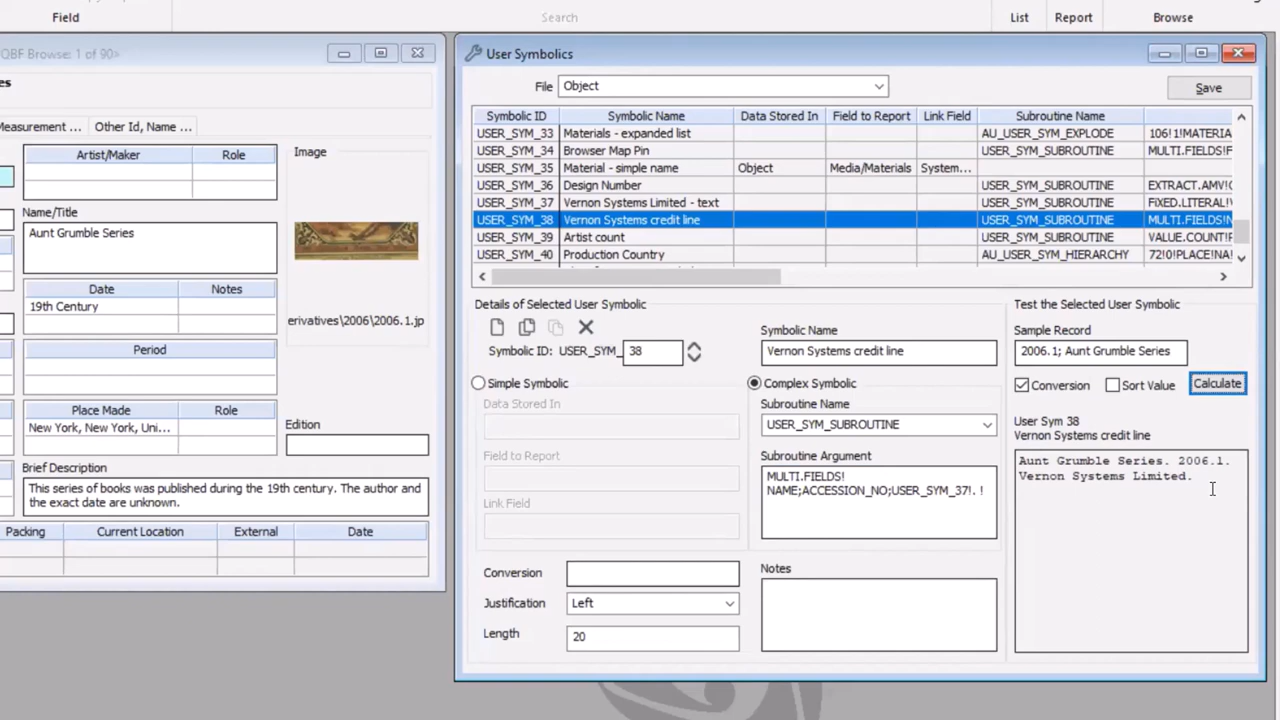 Field
Search
List
Report
Browse
QBF Browse: 1 of 90>
es
Measurement ...
Other Id, Name ...
Artist/Maker
Role
Image
Name/Title
Aunt Grumble Series
Date
Notes
19th Century
erivatives\2006\2006.1.jp
Period
Place Made
Role
New York, New York, Uni...
Edition
Brief Description
This series of books was published during the 19th century. The author and
the exact date are unknown.
Packing
Current Location
External
Date
User Symbolics
File
Object
Save
Symbolic ID
Symbolic Name
Data Stored In
Field to Report
Link Field
Subroutine Name
USER_SYM_33 Materials - expanded list AU_USER_SYM_EXPLODE 106!1!MATERIA
USER_SYM_34 Browser Map Pin USER_SYM_SUBROUTINE MULTI.FIELDS!F
USER_SYM_35 Material - simple name Object Media/Materials System...
USER_SYM_36 Design Number USER_SYM_SUBROUTINE EXTRACT.AMV!0
USER_SYM_37 Vernon Systems Limited - text USER_SYM_SUBROUTINE FiXED.LITERAL!V
USER_SYM_38 Vernon Systems credit line USER_SYM_SUBROUTINE MULTI.FIELDS!N
USER_SYM_39 Artist count USER_SYM_SUBROUTINE VALUE.COUNT!P
USER_SYM_40 Production Country AU_USER_SYM_HIERARCHY 72!0!PLACE!NA
Details of Selected User Symbolic
Symbolic ID: USER_SYM_ 38
Symbolic Name
Vernon Systems credit line
Simple Symbolic
Data Stored In
Field to Report
Link Field
Complex Symbolic
Subroutine Name
USER_SYM_SUBROUTINE
Subroutine Argument
MULTI.FIELDS!
NAME;ACCESSION_NO;USER_SYM_37!. !
Conversion
Justification
Left
Length
20
Notes
Test the Selected User Symbolic
Sample Record
2006.1; Aunt Grumble Series
Conversion
Sort Value
Calculate
User Sym 38
Vernon Systems credit line
Aunt Grumble Series. 2006.1.
Vernon Systems Limited.